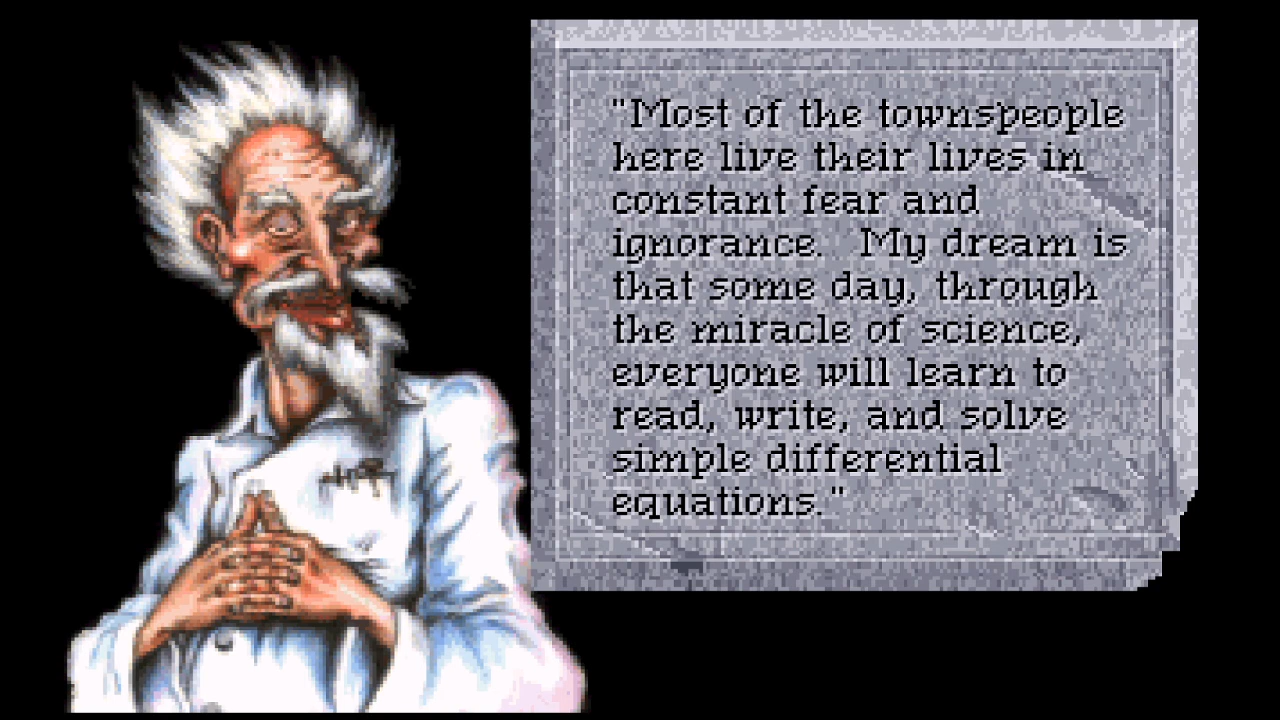 "Most of the townspeople
here live their lives in
constant fear and
ignorance.  My dream is
that some day, through
the miracle of science,
everyone will learn to
read, write, and solve
simple differential
equations."